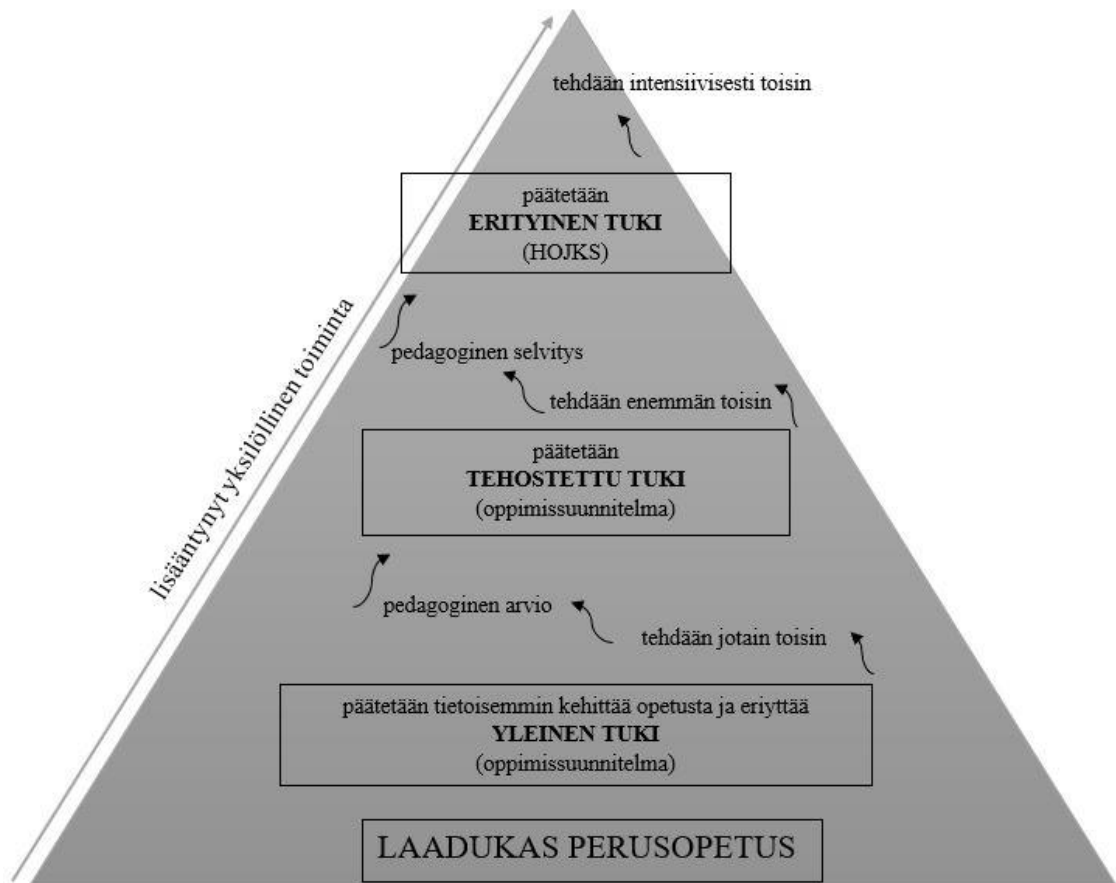 tehdään intensiivisesti toisin
päätetään
ERITYINEN TUKI
(HOJKS)
lisääntynyt yksilöllinen toiminta
pedagoginen selvitys
tehdään enemmän toisin
päätetään
TEHOSTETTU TUKI
(oppimissuunnitelma)
pedagoginen arvio
tehdään jotain toisin
päätetään tietoisemmin kehittää opetusta ja eriyttää
YLEINEN TUKI
(oppimissuunnitelma)
LAADUKAS PERUSOPETUS